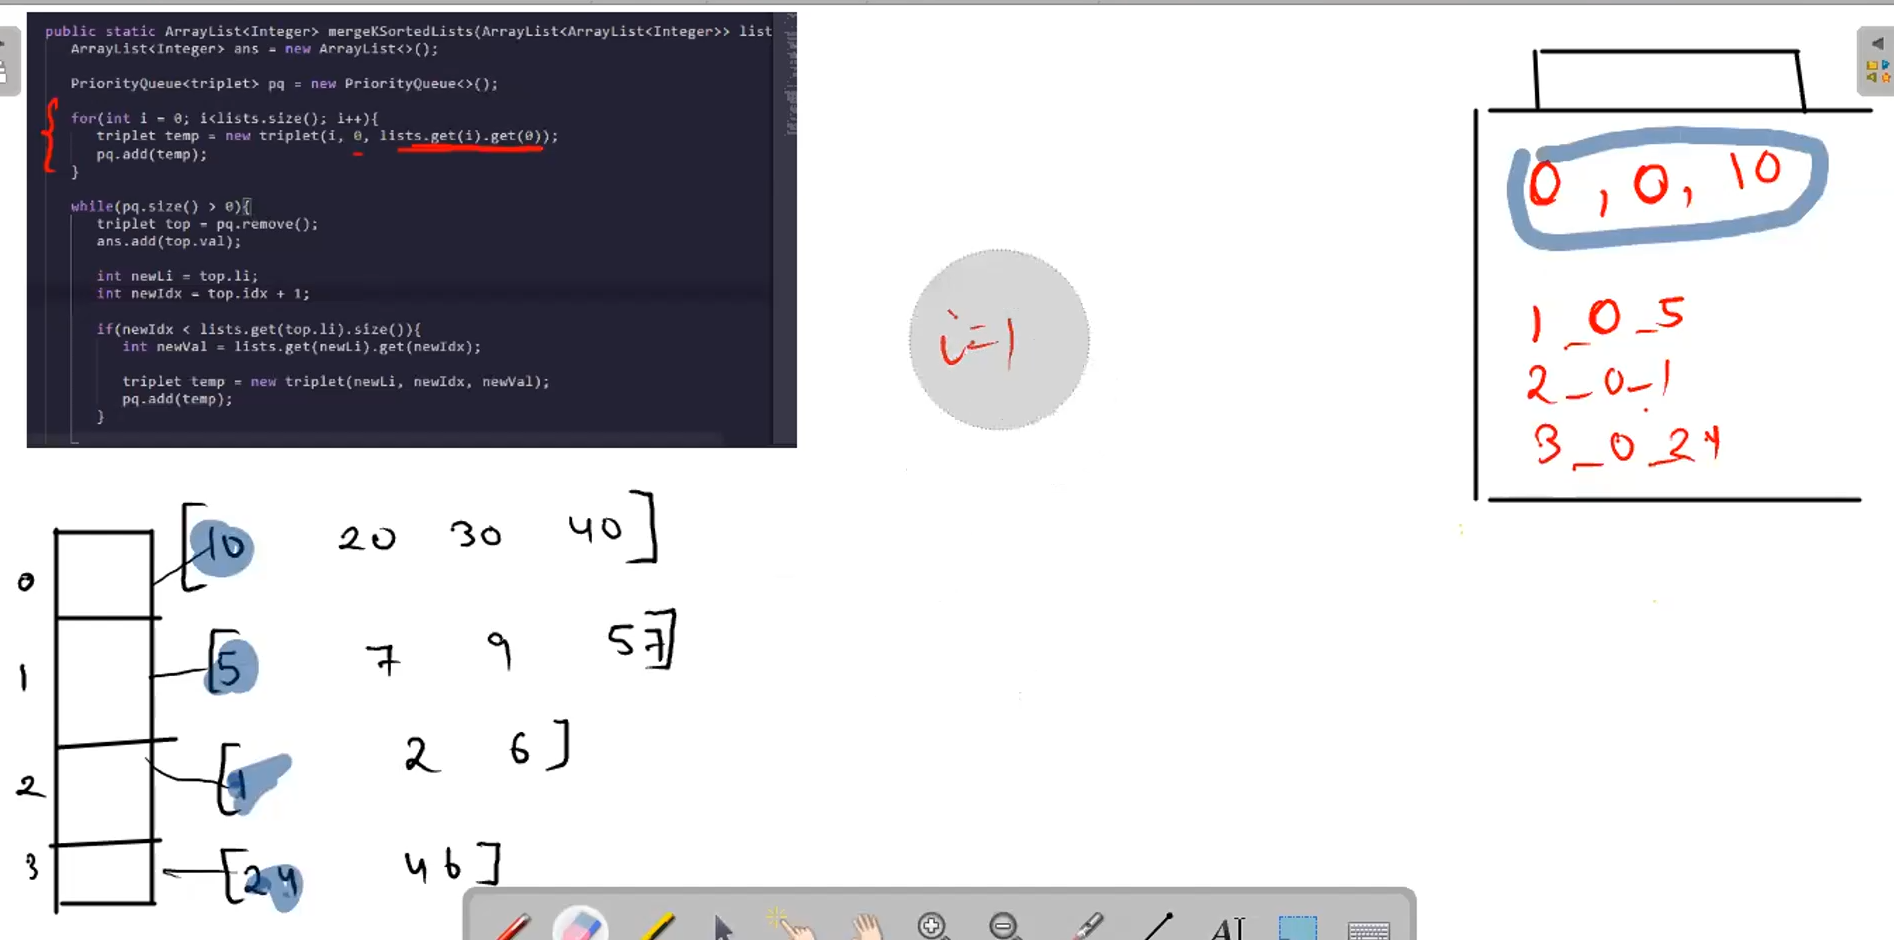 public static ArrayList<Integer> mergeKSortedLists(ArrayList<ArrayList<Integer>> list
ArrayList<Integer> ans = new ArrayList<>();
PriorityQueue<triplet> pq = new PriorityQueue<>();
for(int i = 0; i<lists.size(); i++){
triplet temp = new triplet(i, 0, lists.get(i).get(0));
pq.add(temp);
}
while(pq.size() > 0){
triplet top = pq.remove();
ans.add(top.val);
int newLi = top.li;
int newIdx = top.idx + 1;
if(newIdx < lists.get(top.li).size()){
int newVal = lists.get(newLi).get(newIdx);
triplet temp = new triplet(newLi, newIdx, newVal);
pq.add(temp);
}
i=1
0 , 0, 10
1_0_5
2_0_1
3_0_24
0 [10 20 30 40]
1 [5 7 9 57]
2 [1 2 6]
3 [24 46]
AI